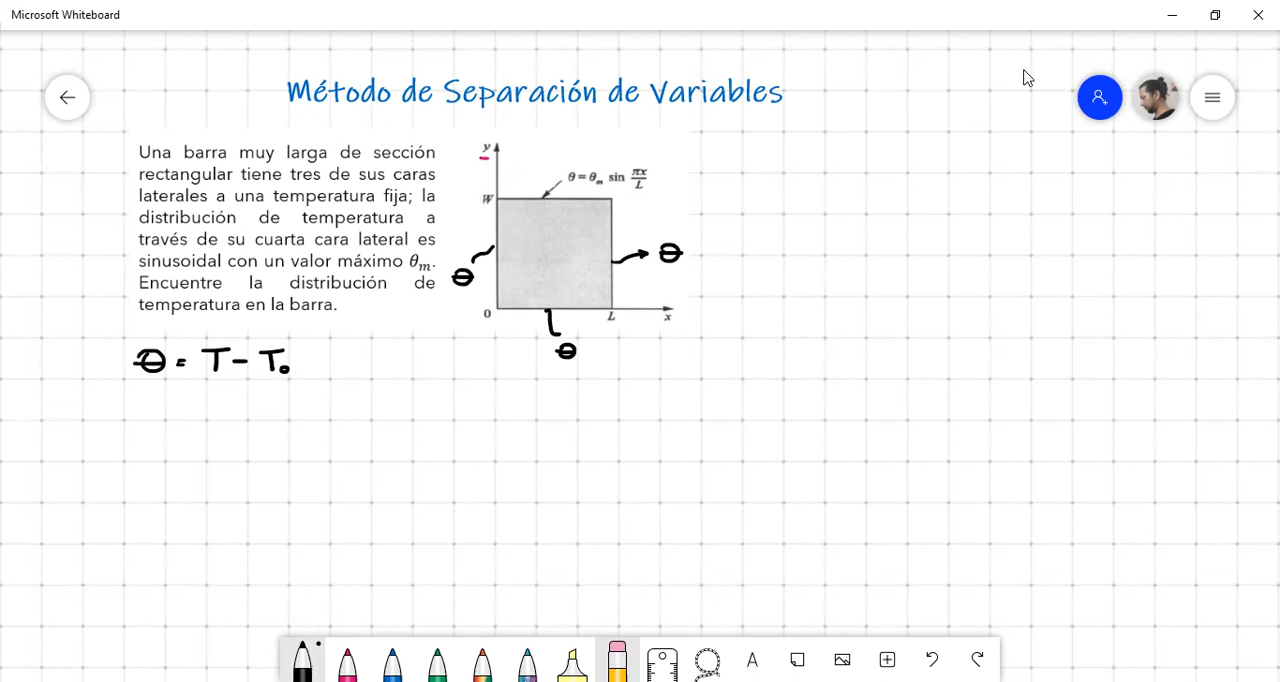 Microsoft Whiteboard
Método de Separación de Variables
Una barra muy larga de sección
rectangular tiene tres de sus caras
laterales a una temperatura fija; la
distribución de temperatura a
través de su cuarta cara lateral es
sinusoidal con un valor máximo θm.
Encuentre la distribución de
temperatura en la barra.
y
θ = θm sin πx/L
W
θ
θ
0
L
x
θ
θ = T - T₀
A